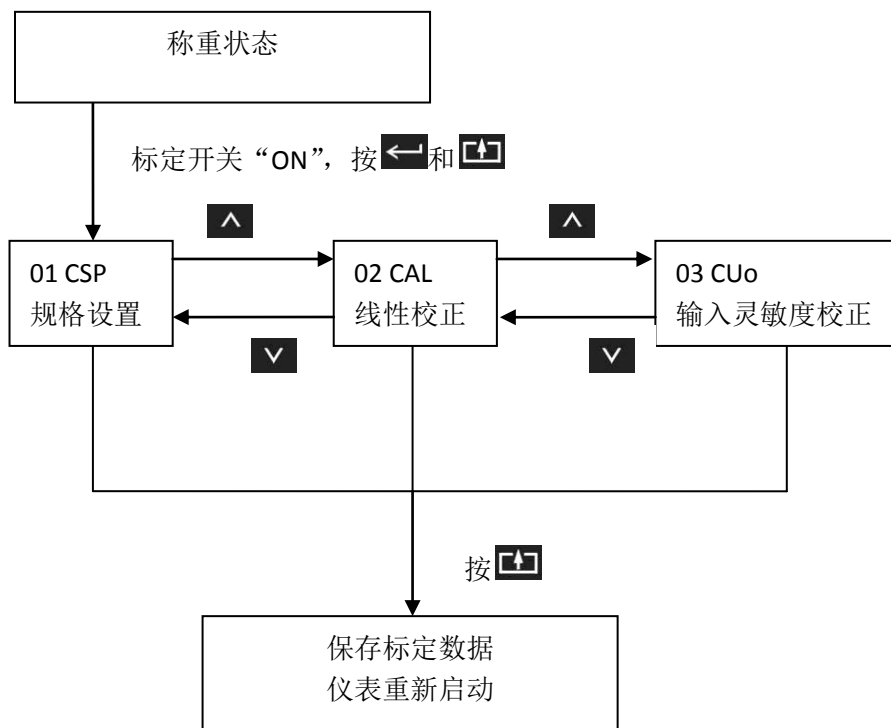 称重状态
标定开关“ON”，按和
01 CSP
规格设置
02 CAL
线性校正
03 CUo
输入灵敏度校正
按
保存标定数据
仪表重新启动